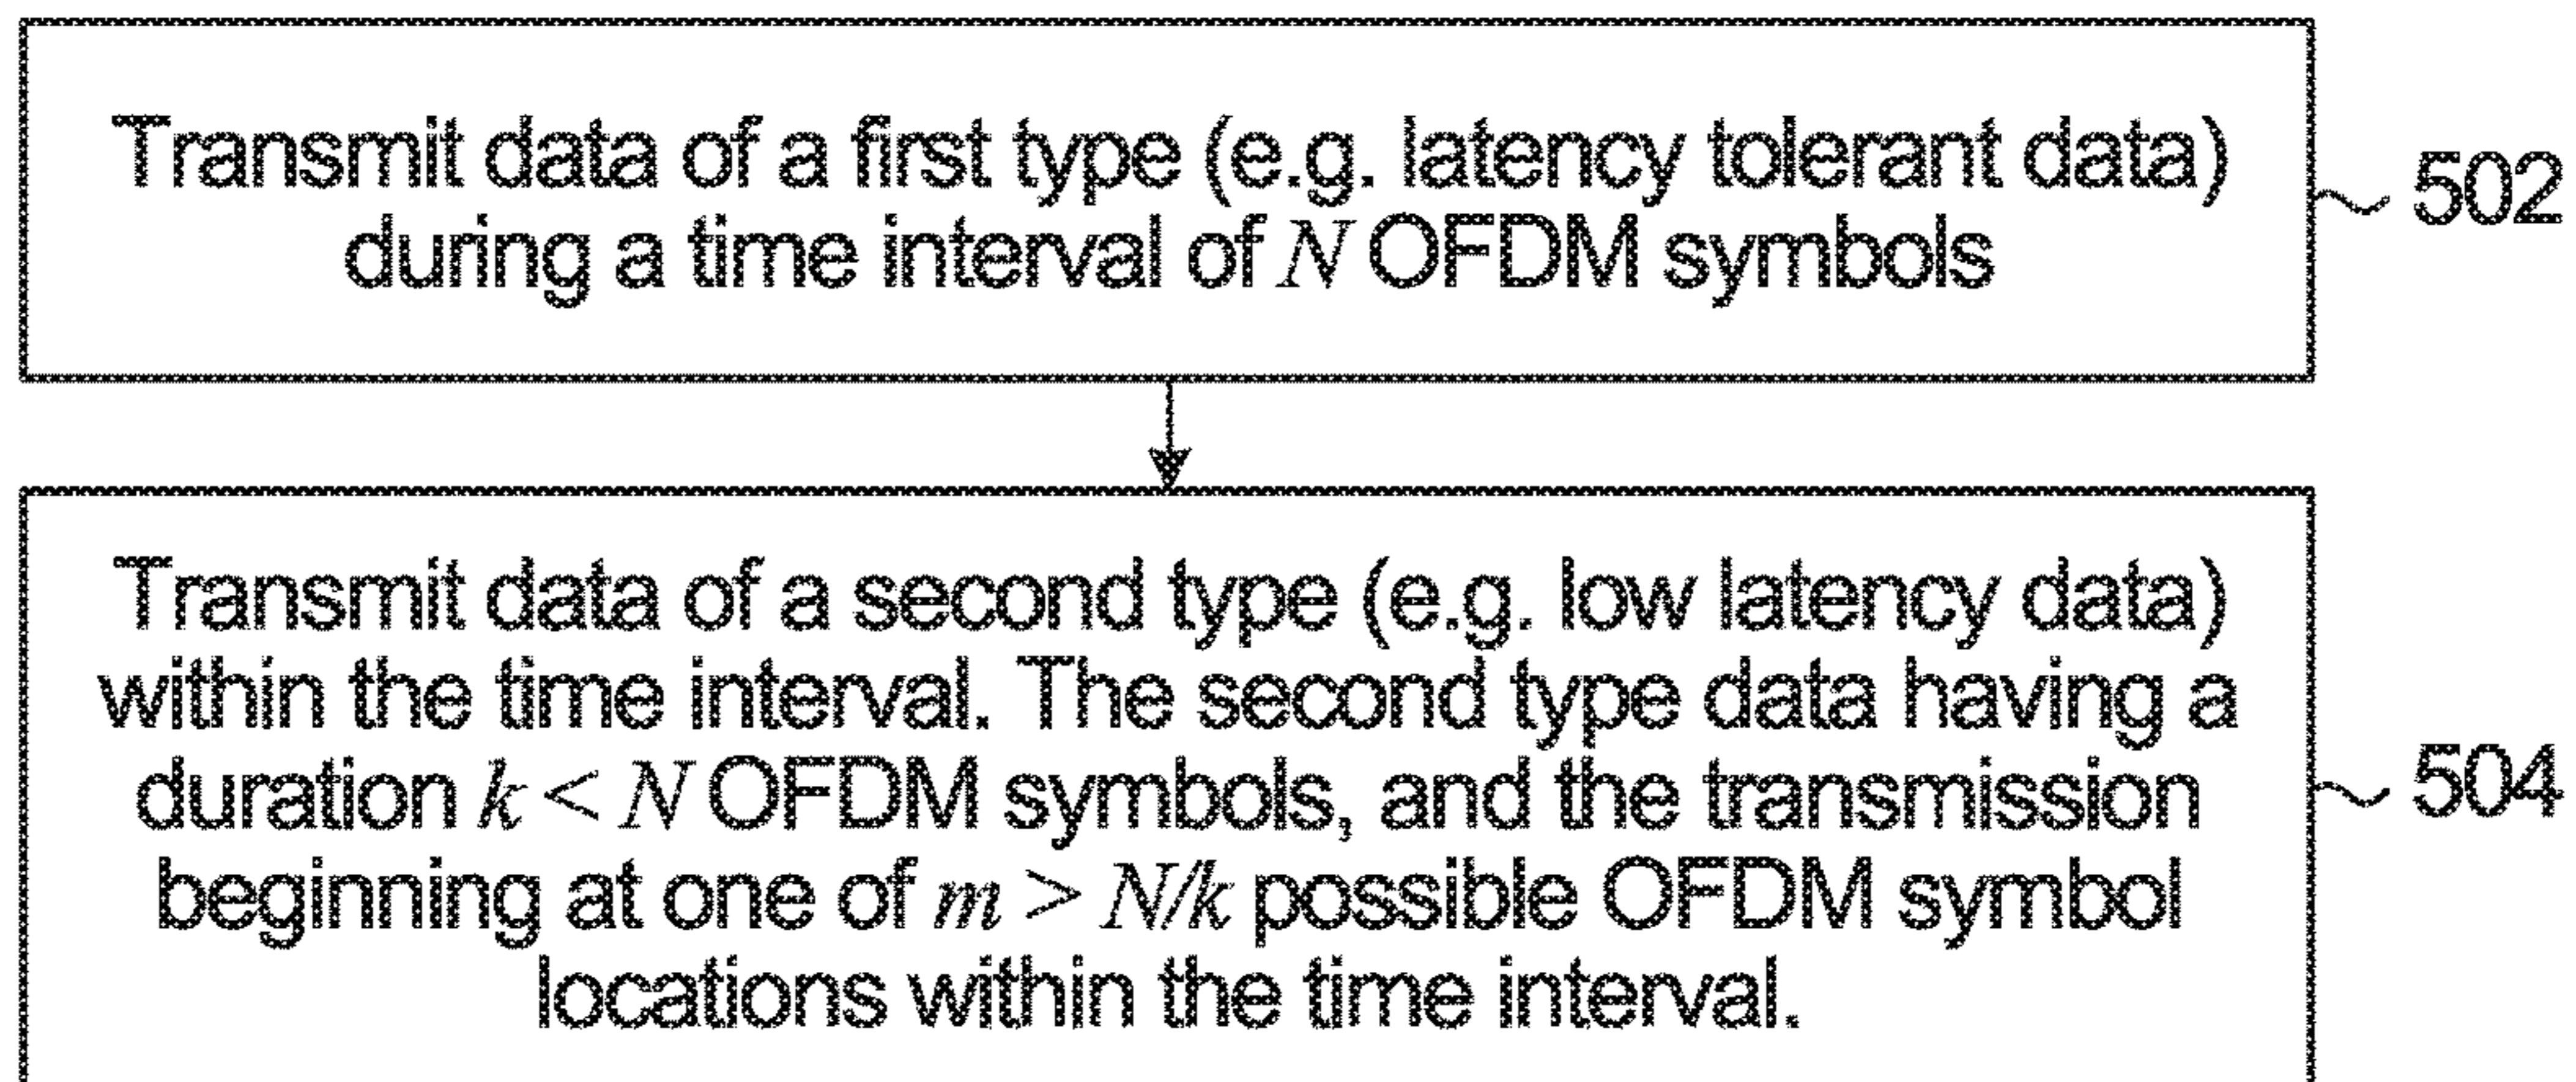 Transmit data of a first type (e.g. latency tolerant data)
during a time interval of N OFDM symbols
502
Transmit data of a second type (e.g. low latency data)
within the time interval. The second type data having a
duration k < N OFDM symbols, and the transmission
beginning at one of m > N/k possible OFDM symbol
locations within the time interval.
504